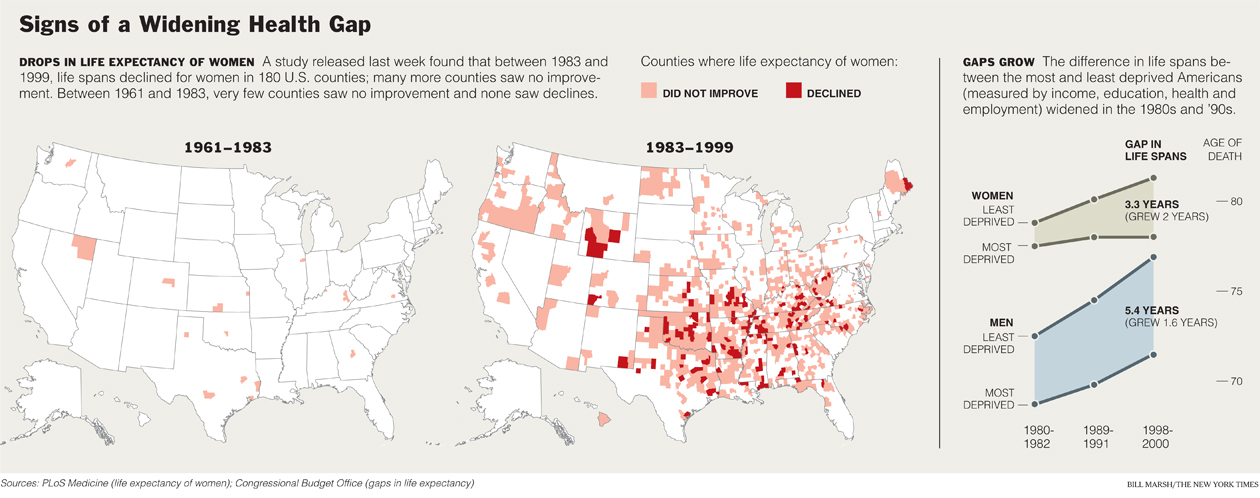 Signs of a Widening Health Gap
DROPS IN LIFE EXPECTANCY OF WOMEN A study released last week found that between 1983 and
1999, life spans declined for women in 180 U.S. counties; many more counties saw no improve-
ment. Between 1961 and 1983, very few counties saw no improvement and none saw declines.
Counties where life expectancy of women:
DID NOT IMPROVE
DECLINED
1961–1983
1983–1999
GAPS GROW The difference in life spans be-
tween the most and least deprived Americans
(measured by income, education, health and
employment) widened in the 1980s and ’90s.
GAP IN
LIFE SPANS
AGE OF
DEATH
WOMEN
LEAST
DEPRIVED
MOST
DEPRIVED
3.3 YEARS
(GREW 2 YEARS)
80
75
MEN
LEAST
DEPRIVED
5.4 YEARS
(GREW 1.6 YEARS)
70
MOST
DEPRIVED
1980-
1982
1989-
1991
1998-
2000
Sources: PLoS Medicine (life expectancy of women); Congressional Budget Office (gaps in life expectancy)
BILL MARSH/THE NEW YORK TIMES